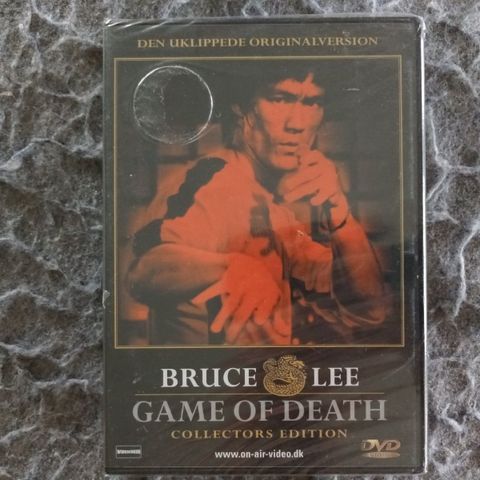 DEN UKLIPPEDE ORIGINALVERSION
BRUCE LEE
GAME OF DEATH
COLLECTORS EDITION
DVD
www.on-air-video.dk